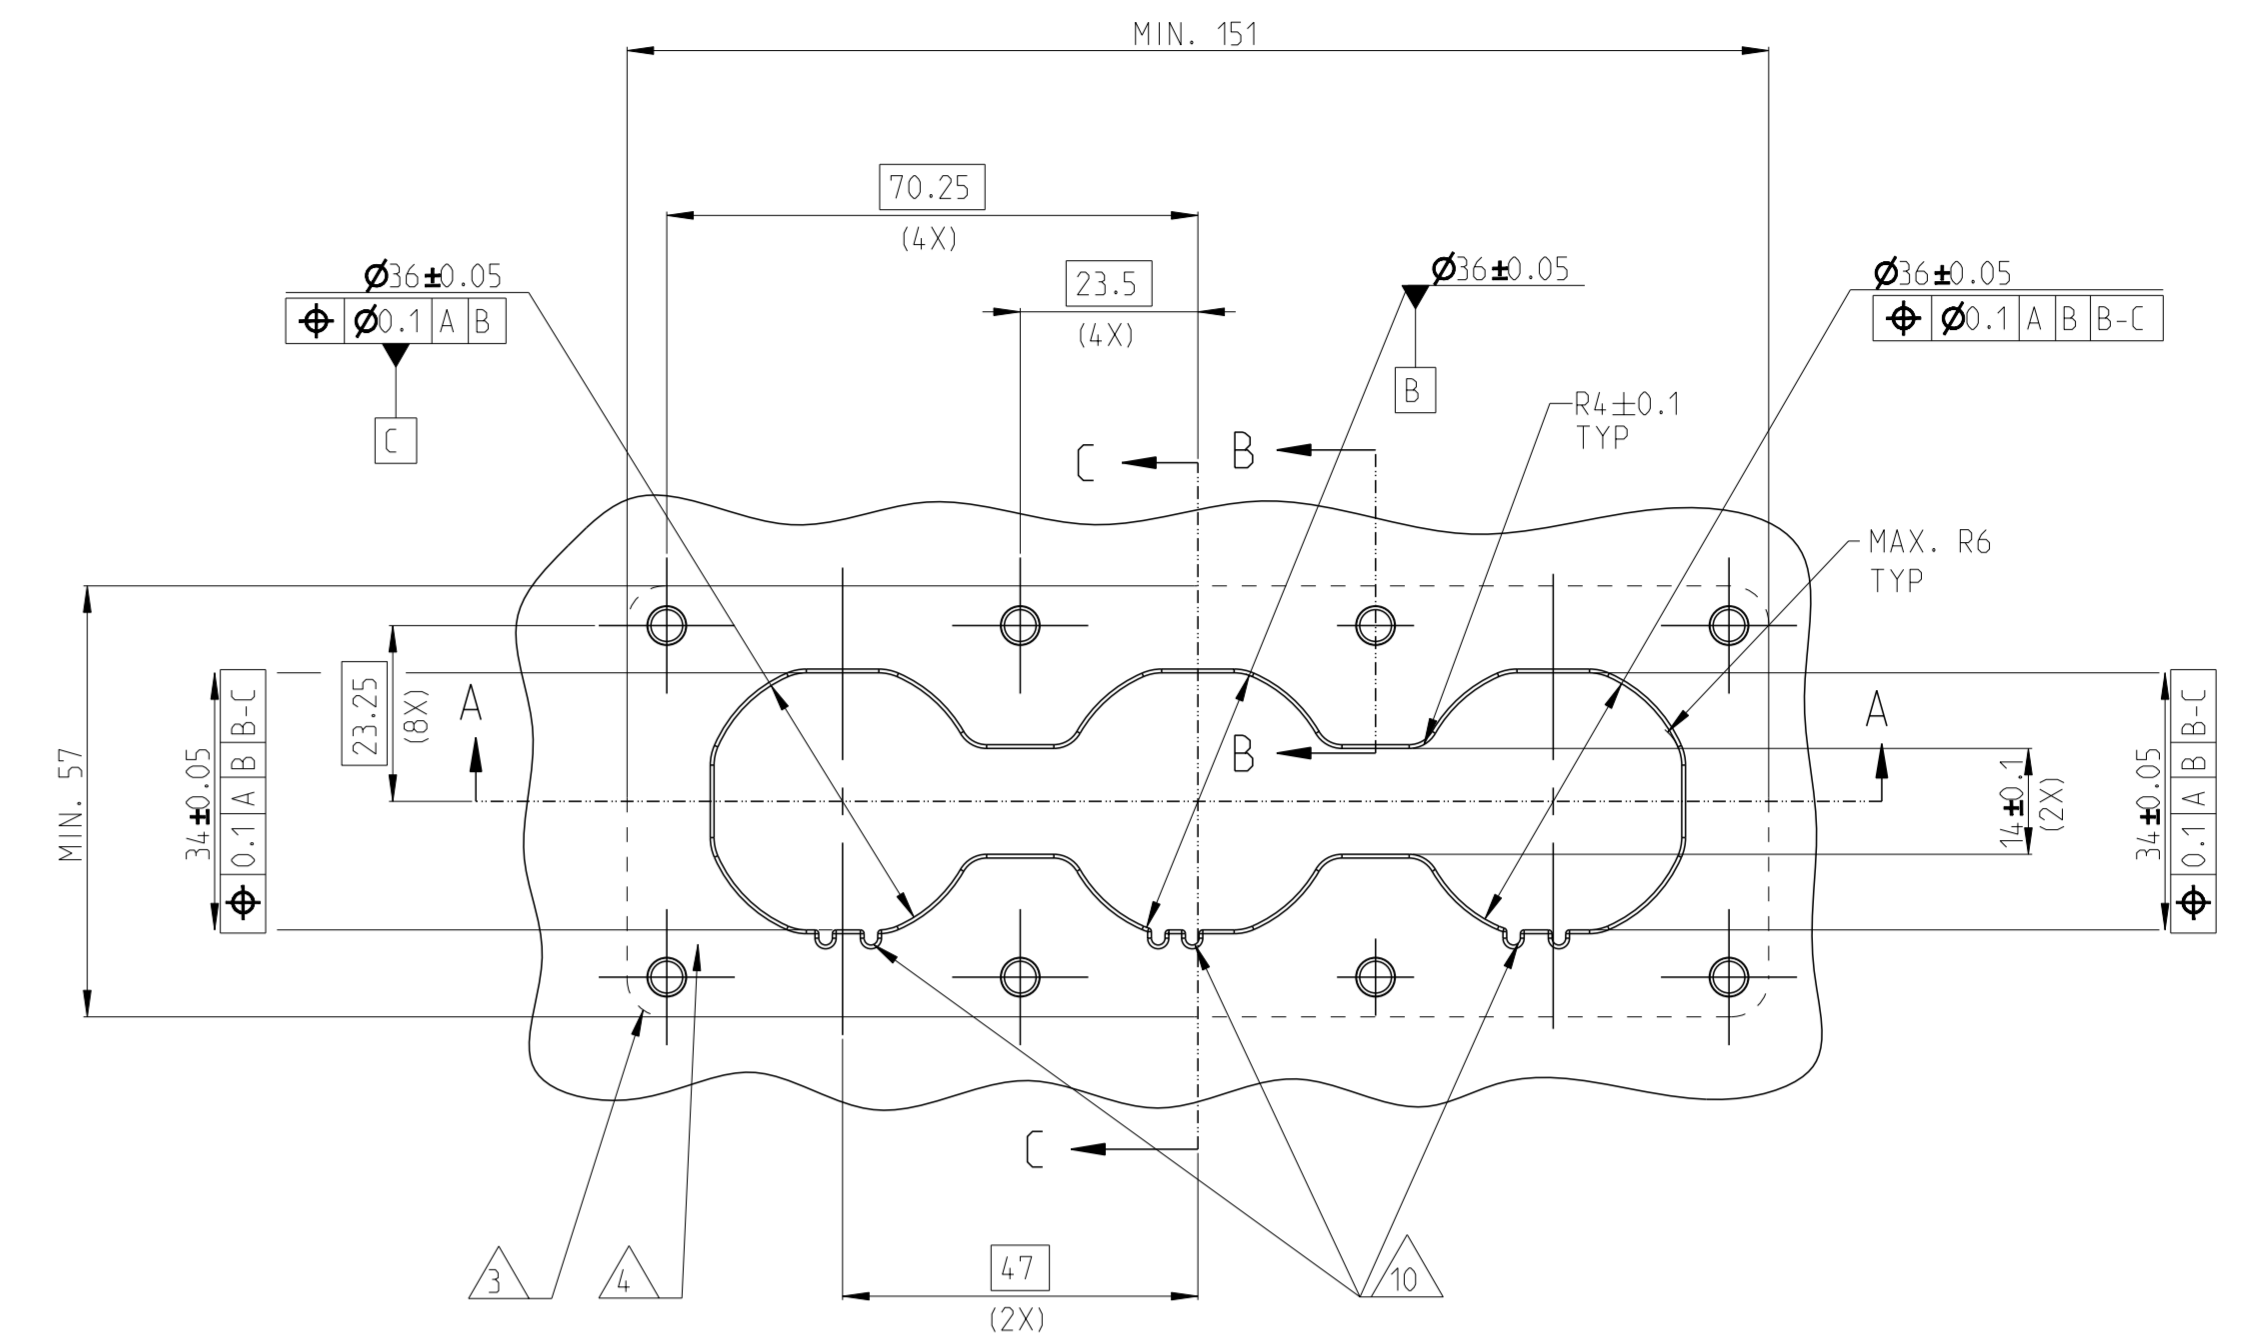 MIN. 151
70.25
(4X)
23.5
(4X)
Ø36±0.05
⌖ Ø0.1 A B
C
Ø36±0.05
B
Ø36±0.05
⌖ Ø0.1 A B B-C
R4±0.1
TYP
C
B
MAX. R6
TYP
A
A
B
23.25
(8X)
MIN. 57
34±0.05
⌖ 0.1 A B B-C
14±0.1
(2X)
34±0.05
⌖ 0.1 A B B-C
C
3
4
10
47
(2X)